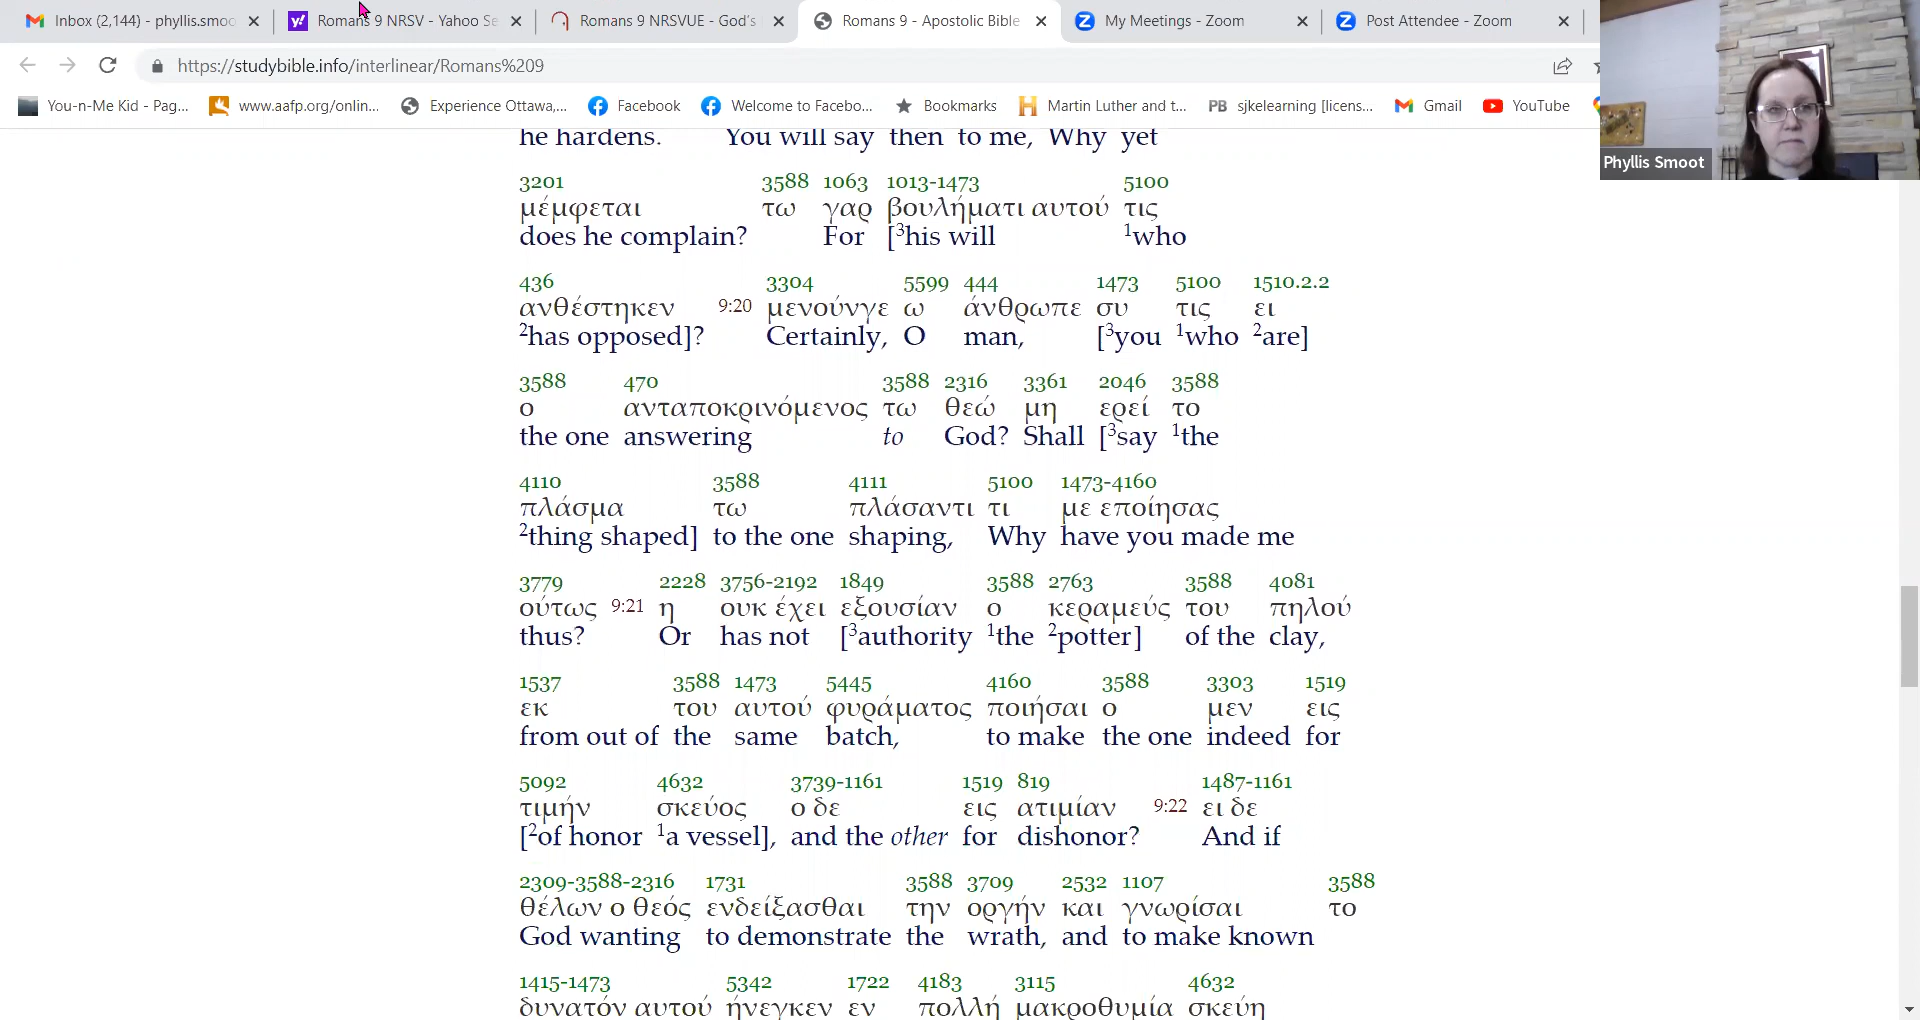 Inbox (2,144) - phyllis.smoo
Romans 9 NRSV - Yahoo Se
Romans 9 NRSVUE - God's
Romans 9 - Apostolic Bible
My Meetings - Zoom
Post Attendee - Zoom
https://studybible.info/interlinear/Romans%209
You-n-Me Kid - Pag...
www.aafp.org/onlin...
Experience Ottawa,...
Facebook
Welcome to Facebo...
Bookmarks
Martin Luther and t...
PB sjkelearning [licens...
Gmail
YouTube
Phyllis Smoot
he hardens. You will say then to me, Why yet
3201 3588 1063 1013-1473 5100
μέμφεται τω γαρ βουλήματι αυτού τις
does he complain? For [3his will 1who
436 3304 5599 444 1473 5100 1510.2.2
ανθέστηκεν 9:20 μενούνγε ω άνθρωπε συ τις ει
2has opposed]? Certainly, O man, [3you 1who 2are]
3588 470 3588 2316 3361 2046 3588
ο ανταποκρινόμενος τω θεώ μη ερεί το
the one answering to God? Shall [3say 1the
4110 3588 4111 5100 1473-4160
πλάσμα τω πλάσαντι τι με εποίησας
2thing shaped] to the one shaping, Why have you made me
3779 2228 3756-2192 1849 3588 2763 3588 4081
ούτως 9:21 η ουκ έχει εξουσίαν ο κεραμεύς του πηλού
thus? Or has not [3authority 1the 2potter] of the clay,
1537 3588 1473 5445 4160 3588 3303 1519
εκ του αυτού φυράματος ποιήσαι ο μεν εις
from out of the same batch, to make the one indeed for
5092 4632 3739-1161 1519 819 1487-1161
τιμήν σκεύος ο δε εις ατιμίαν 9:22 ει δε
[2of honor 1a vessel], and the other for dishonor? And if
2309-3588-2316 1731 3588 3709 2532 1107 3588
θέλων ο θεός ενδείξασθαι την οργήν και γνωρίσαι το
God wanting to demonstrate the wrath, and to make known
1415-1473 5342 1722 4183 3115 4632
δυνατόν αυτού ήνεγκεν εν πολλή μακροθυμία σκεύη